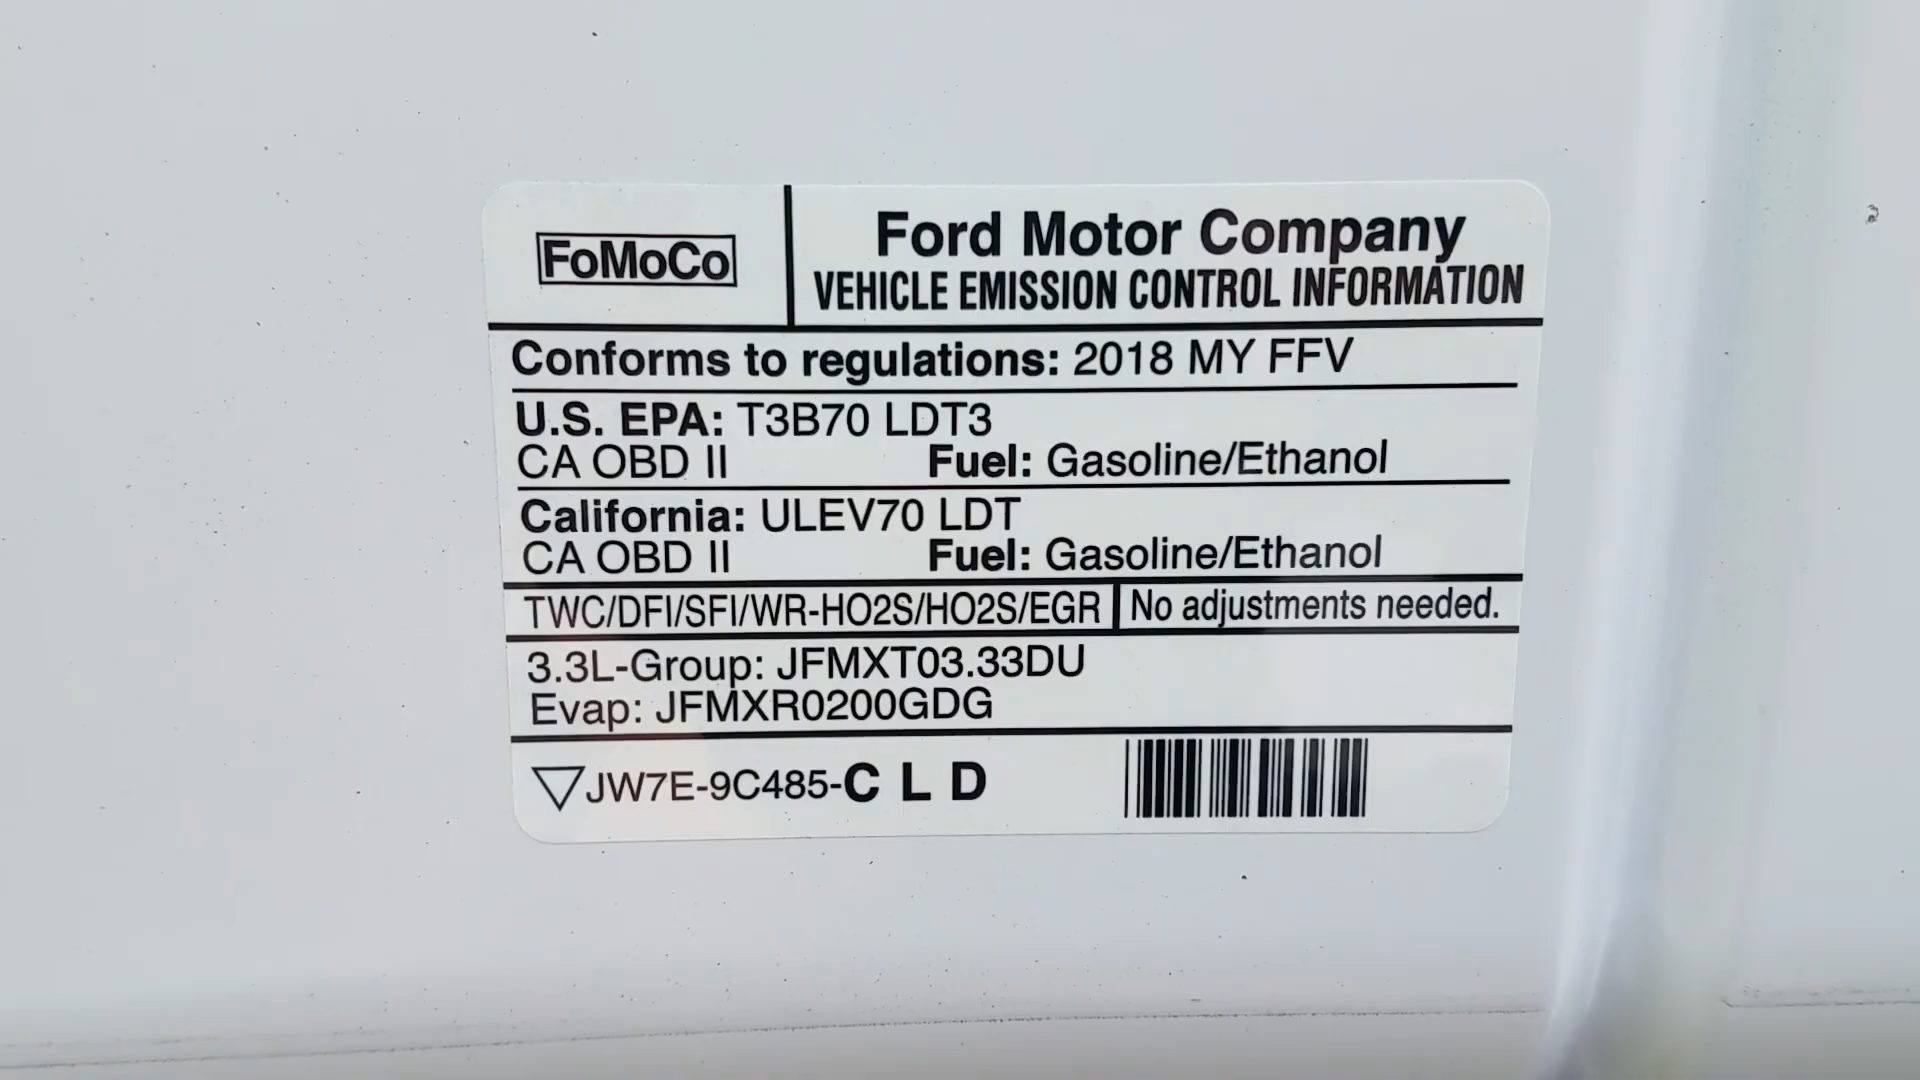 FoMoCo
Ford Motor Company
VEHICLE EMISSION CONTROL INFORMATION
Conforms to regulations: 2018 MY FFV
U.S. EPA: T3B70 LDT3
CA OBD II Fuel: Gasoline/Ethanol
California: ULEV70 LDT
CA OBD II Fuel: Gasoline/Ethanol
TWC/DFI/SFI/WR-HO2S/HO2S/EGR No adjustments needed.
3.3L-Group: JFMXT03.33DU
Evap: JFMXR0200GDG
JW7E-9C485-C L D